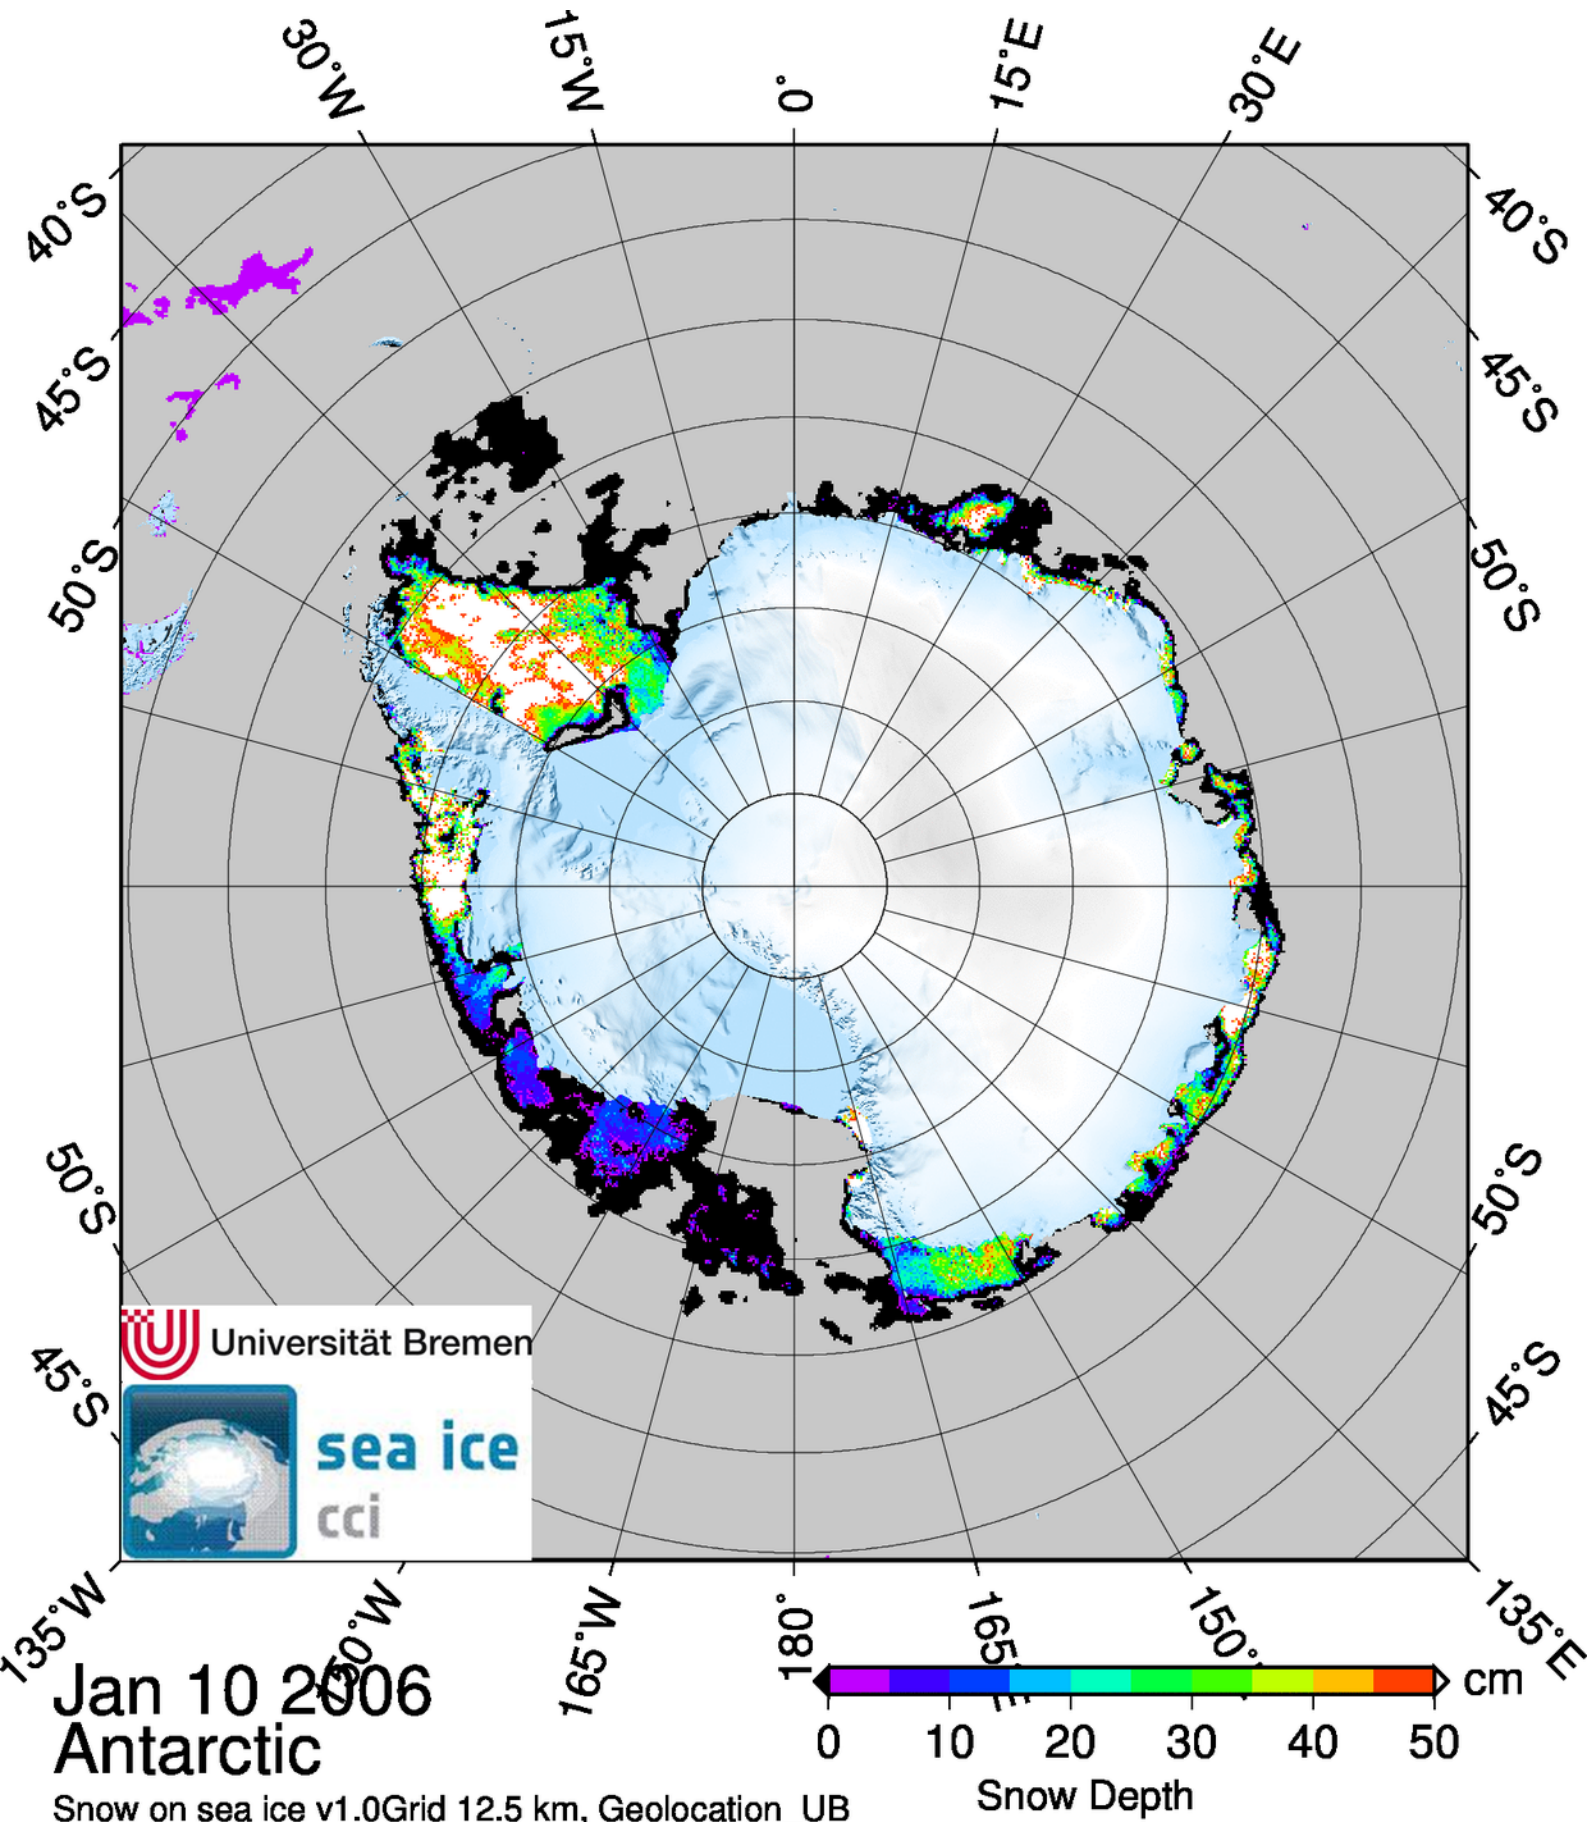 30°W 15°W 0° 15°E 30°E
40°S 40°S
45°S 45°S
50°S 50°S
50°S 50°S
45°S 45°S
Universität Bremen
sea ice
cci
135°W 150°W 165°W 180° 165°E 150° 135°E
Jan 10 2006
Antarctic
Snow on sea ice v1.0Grid 12.5 km, Geolocation UB
cm
0 10 20 30 40 50
Snow Depth